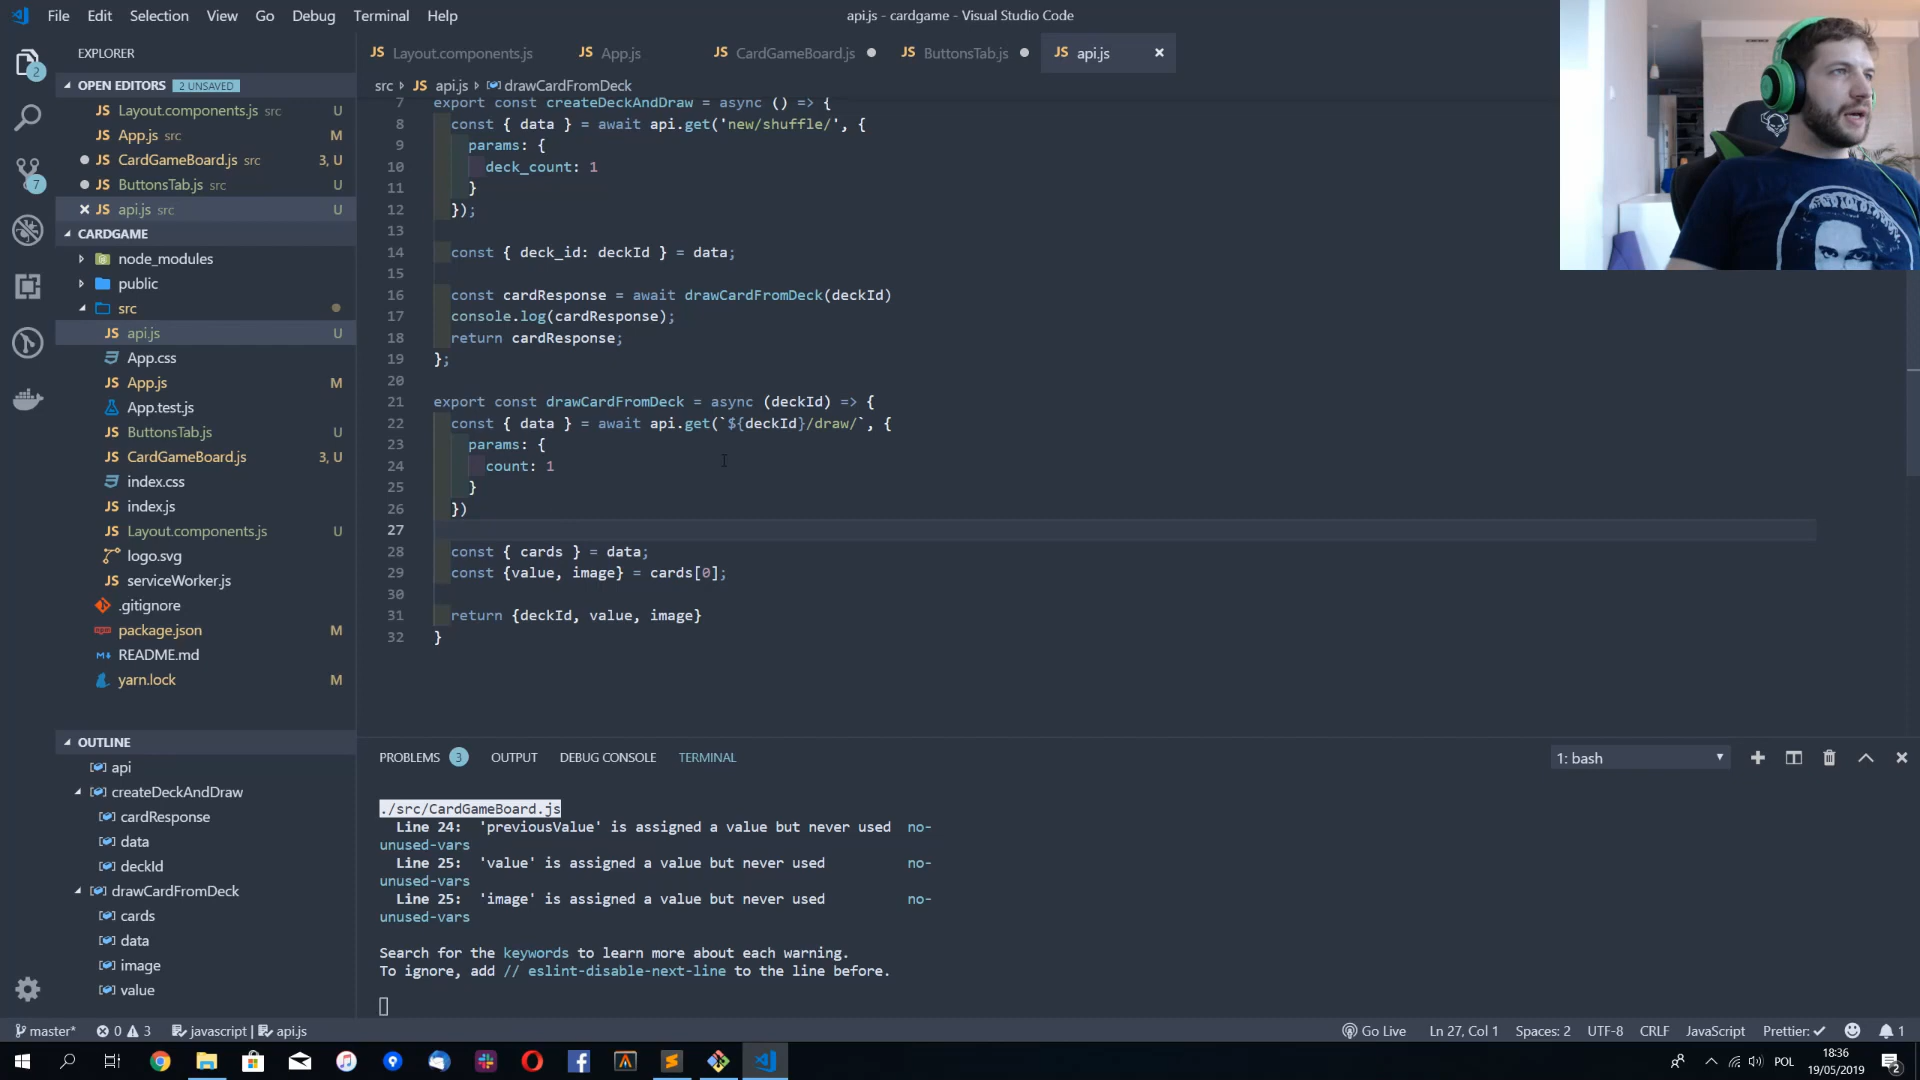 File Edit Selection View Go Debug Terminal Help
api.js - cardgame - Visual Studio Code
EXPLORER
OPEN EDITORS 2 UNSAVED
JS Layout.components.js src U
JS App.js src M
JS CardGameBoard.js src 3, U
JS ButtonsTab.js src U
JS api.js src U
CARDGAME
node_modules
public
src
JS api.js U
App.css
JS App.js M
App.test.js
JS ButtonsTab.js U
JS CardGameBoard.js 3, U
index.css
JS index.js
JS Layout.components.js U
logo.svg
JS serviceWorker.js
.gitignore
package.json M
README.md
yarn.lock M
OUTLINE
api
createDeckAndDraw
cardResponse
data
deckId
drawCardFromDeck
cards
data
image
value
2
7
JS Layout.components.js JS App.js JS CardGameBoard.js JS ButtonsTab.js JS api.js
src JS api.js drawCardFromDeck
7 export const createDeckAndDraw = async () => {
8 const { data } = await api.get('new/shuffle/', {
9 params: {
10 deck_count: 1
11 }
12 });
13
14 const { deck_id: deckId } = data;
15
16 const cardResponse = await drawCardFromDeck(deckId)
17 console.log(cardResponse);
18 return cardResponse;
19 };
20
21 export const drawCardFromDeck = async (deckId) => {
22 const { data } = await api.get(`${deckId}/draw/`, {
23 params: {
24 count: 1
25 }
26 })
27
28 const { cards } = data;
29 const {value, image} = cards[0];
30
31 return {deckId, value, image}
32 }
PROBLEMS 3 OUTPUT DEBUG CONSOLE TERMINAL
1: bash
./src/CardGameBoard.js
Line 24: 'previousValue' is assigned a value but never used no-
unused-vars
Line 25: 'value' is assigned a value but never used no-
unused-vars
Line 25: 'image' is assigned a value but never used no-
unused-vars
Search for the keywords to learn more about each warning.
To ignore, add // eslint-disable-next-line to the line before.
master* 0 3 javascript | api.js
Go Live Ln 27, Col 1 Spaces: 2 UTF-8 CRLF JavaScript Prettier: 1
POL
18:36
19/05/2019
2